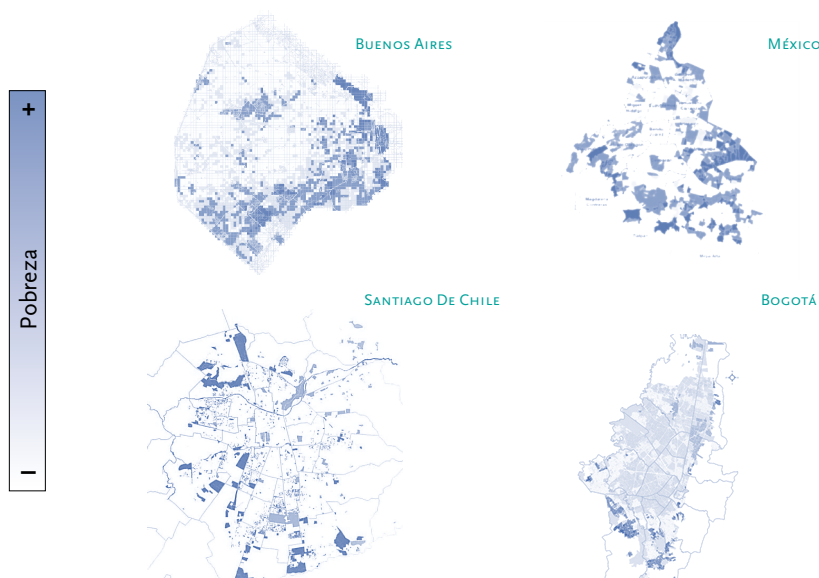 BUENOS AIRES
MÉXICO
+
Pobreza
–
SANTIAGO DE CHILE
BOGOTÁ